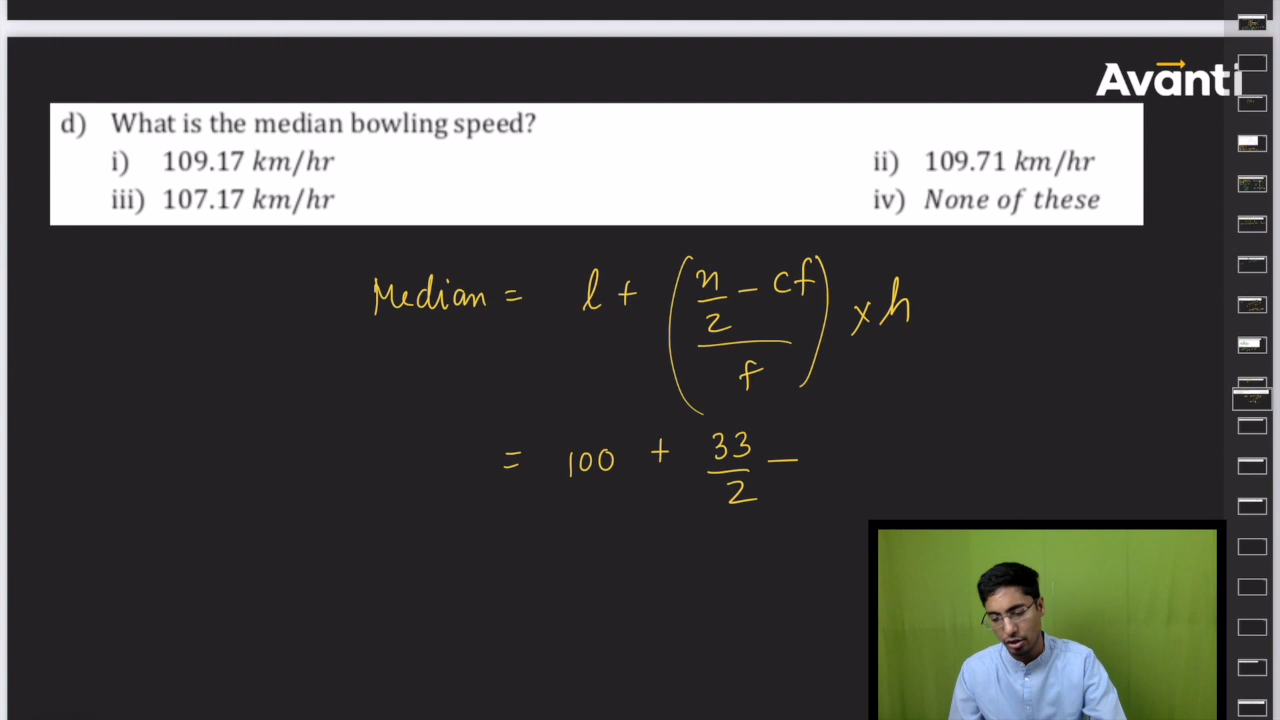 Avanti
d) What is the median bowling speed?
i) 109.17 km/hr ii) 109.71 km/hr
iii) 107.17 km/hr iv) None of these
Median = l + ( (n/2 - cf) / f ) × h
= 100 + 33/2 -